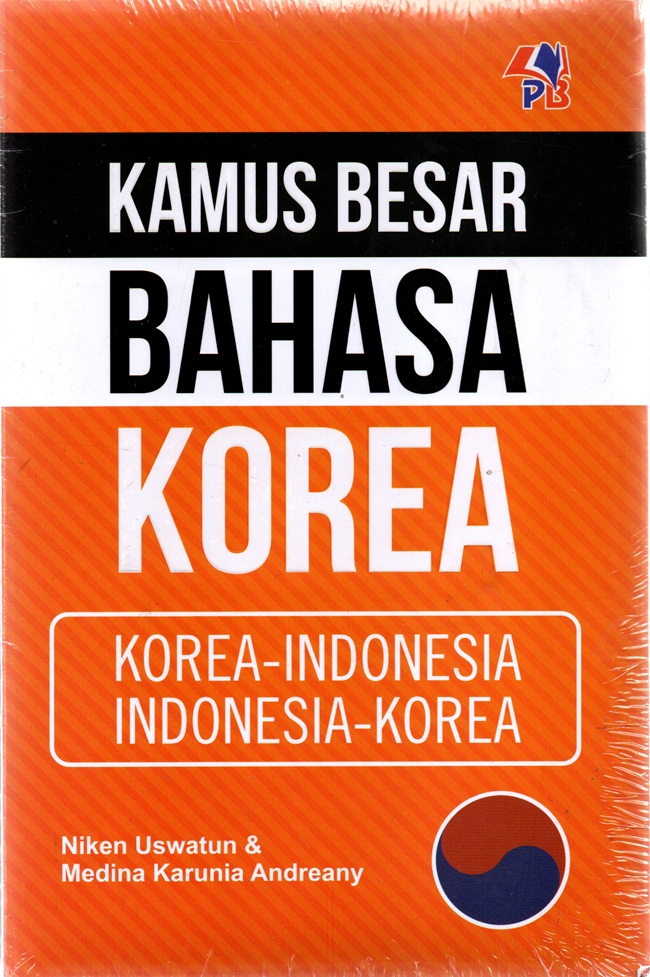 PB
KAMUS BESAR
BAHASA
KOREA
KOREA-INDONESIA
INDONESIA-KOREA
Niken Uswatun &
Medina Karunia Andreany